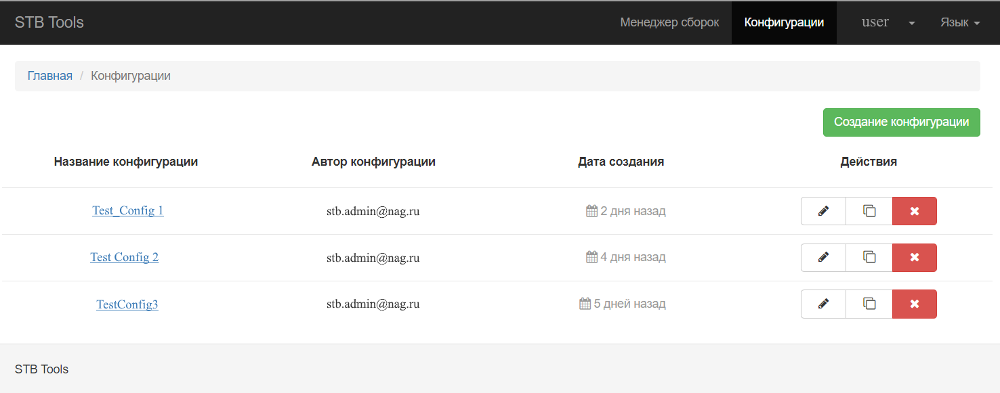 STB Tools Менеджер сборок Конфигурации user Язык
Главная / Конфигурации
Создание конфигурации
Название конфигурации Автор конфигурации Дата создания Действия
Test_Config 1 stb.admin@nag.ru 2 дня назад
Test Config 2 stb.admin@nag.ru 4 дня назад
TestConfig3 stb.admin@nag.ru 5 дней назад
STB Tools